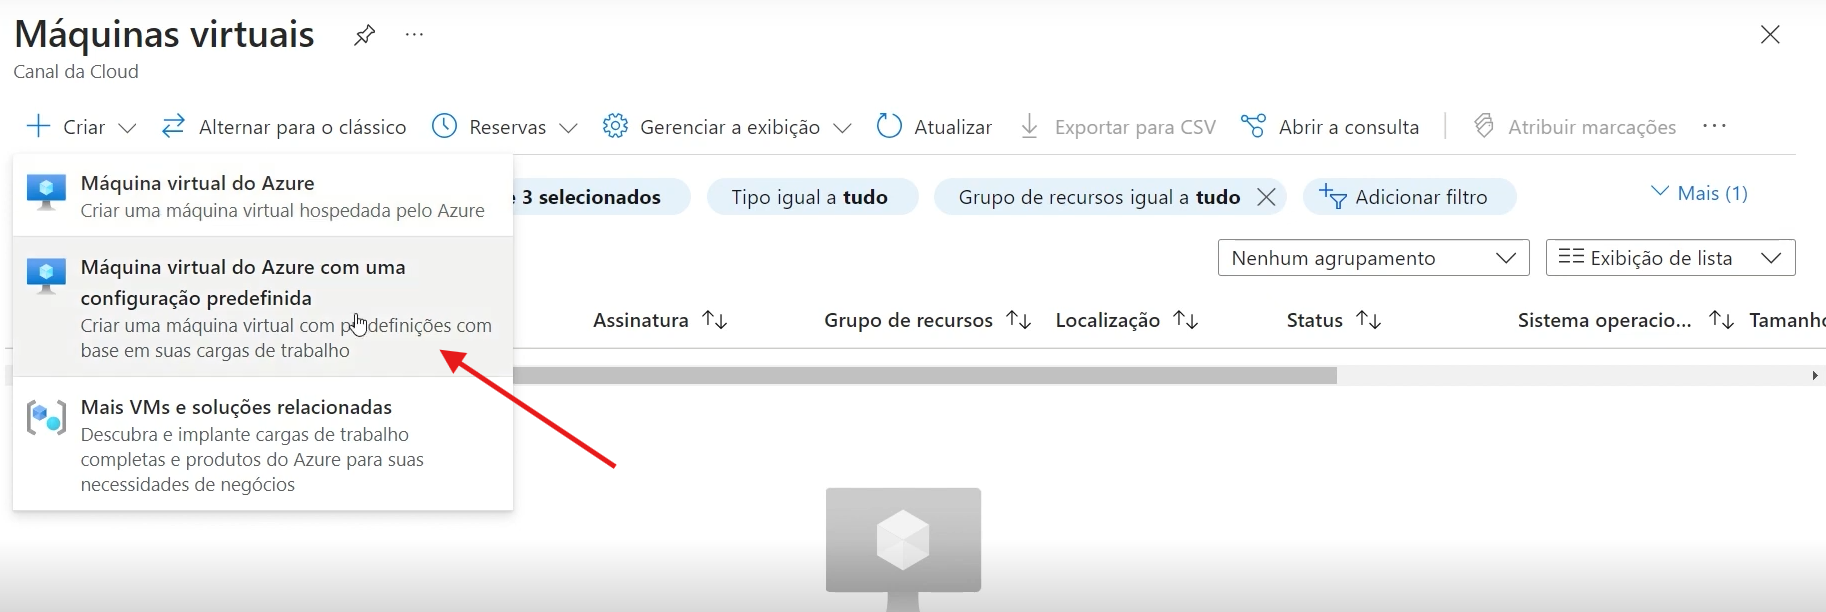 Máquinas virtuais
...
Canal da Cloud
Criar
Alternar para o clássico
Reservas
Gerenciar a exibição
Atualizar
Exportar para CSV
Abrir a consulta
Atribuir marcações
...
Máquina virtual do Azure
Criar uma máquina virtual hospedada pelo Azure
3 selecionados
Tipo igual a tudo
Grupo de recursos igual a tudo
Adicionar filtro
Mais (1)
Máquina virtual do Azure com uma
configuração predefinida
Criar uma máquina virtual com predefinições com
base em suas cargas de trabalho
Nenhum agrupamento
Exibição de lista
Assinatura
Grupo de recursos
Localização
Status
Sistema operacio...
Tamanho
Mais VMs e soluções relacionadas
Descubra e implante cargas de trabalho
completas e produtos do Azure para suas
necessidades de negócios